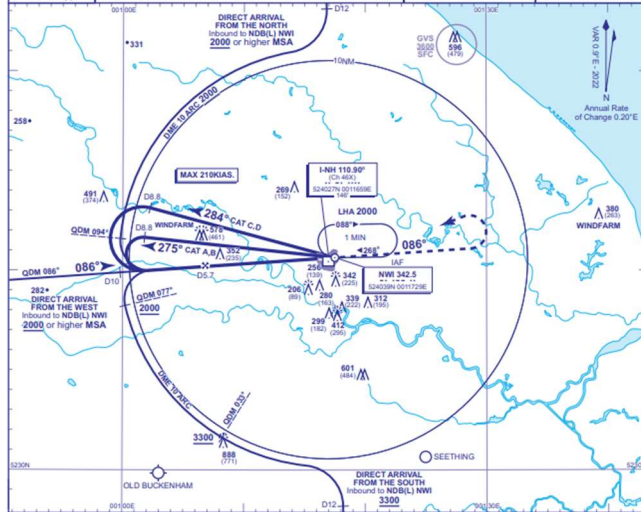 001 00E
001 30E
D12
DIRECT ARRIVAL
FROM THE NORTH
Inbound to NDB(L) NWI
2000 or higher MSA
GVS
3600
SFC
596
(479)
VAR 0.9°E - 2022
N
Annual Rate
of Change 0.20°E
331
10NM
258
DME 10 ARC 2000
MAX 210KIAS.
I-NH 110.90°
(Ch 46X)
524027N 0011659E
146'
491
(374)
D8.8
269
(152)
284° CAT C,D
LHA 2000
380
(263)
WINDFARM
WINDFARM
578
(461)
088°
1 MIN
QDM 094°
D8.8
275° CAT A,B
352
(235)
268°
086°
IAF
QDM 086°
086°
D5.7
256
(139)
NWI 342.5
524039N 0011729E
D10
342
(225)
282
206
(89)
280
(163)
339
(222)
312
(195)
DIRECT ARRIVAL
FROM THE WEST
Inbound to NDB(L) NWI
2000 or higher MSA
QDM 077°
2000
299
(182)
412
(295)
601
(484)
DME 10 ARC
QDM 033°
3300
888
(771)
SEETHING
5230N
OLD BUCKENHAM
DIRECT ARRIVAL
FROM THE SOUTH
Inbound to NDB(L) NWI
3300
001 00E
D12
001 30E